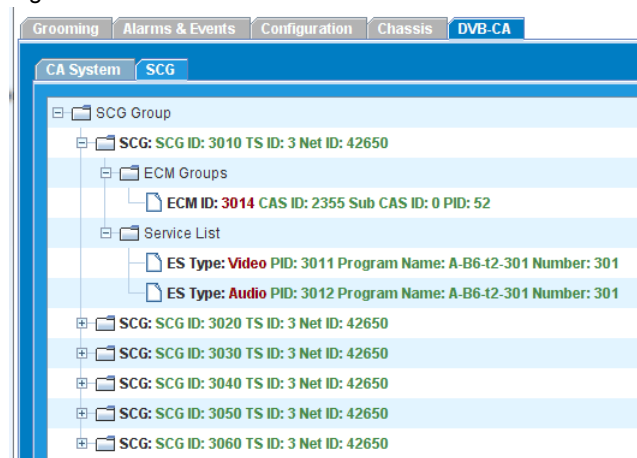 Grooming Alarms & Events Configuration Chassis DVB-CA
CA System SCG
SCG Group
SCG: SCG ID: 3010 TS ID: 3 Net ID: 42650
ECM Groups
ECM ID: 3014 CAS ID: 2355 Sub CAS ID: 0 PID: 52
Service List
ES Type: Video PID: 3011 Program Name: A-B6-t2-301 Number: 301
ES Type: Audio PID: 3012 Program Name: A-B6-t2-301 Number: 301
SCG: SCG ID: 3020 TS ID: 3 Net ID: 42650
SCG: SCG ID: 3030 TS ID: 3 Net ID: 42650
SCG: SCG ID: 3040 TS ID: 3 Net ID: 42650
SCG: SCG ID: 3050 TS ID: 3 Net ID: 42650
SCG: SCG ID: 3060 TS ID: 3 Net ID: 42650